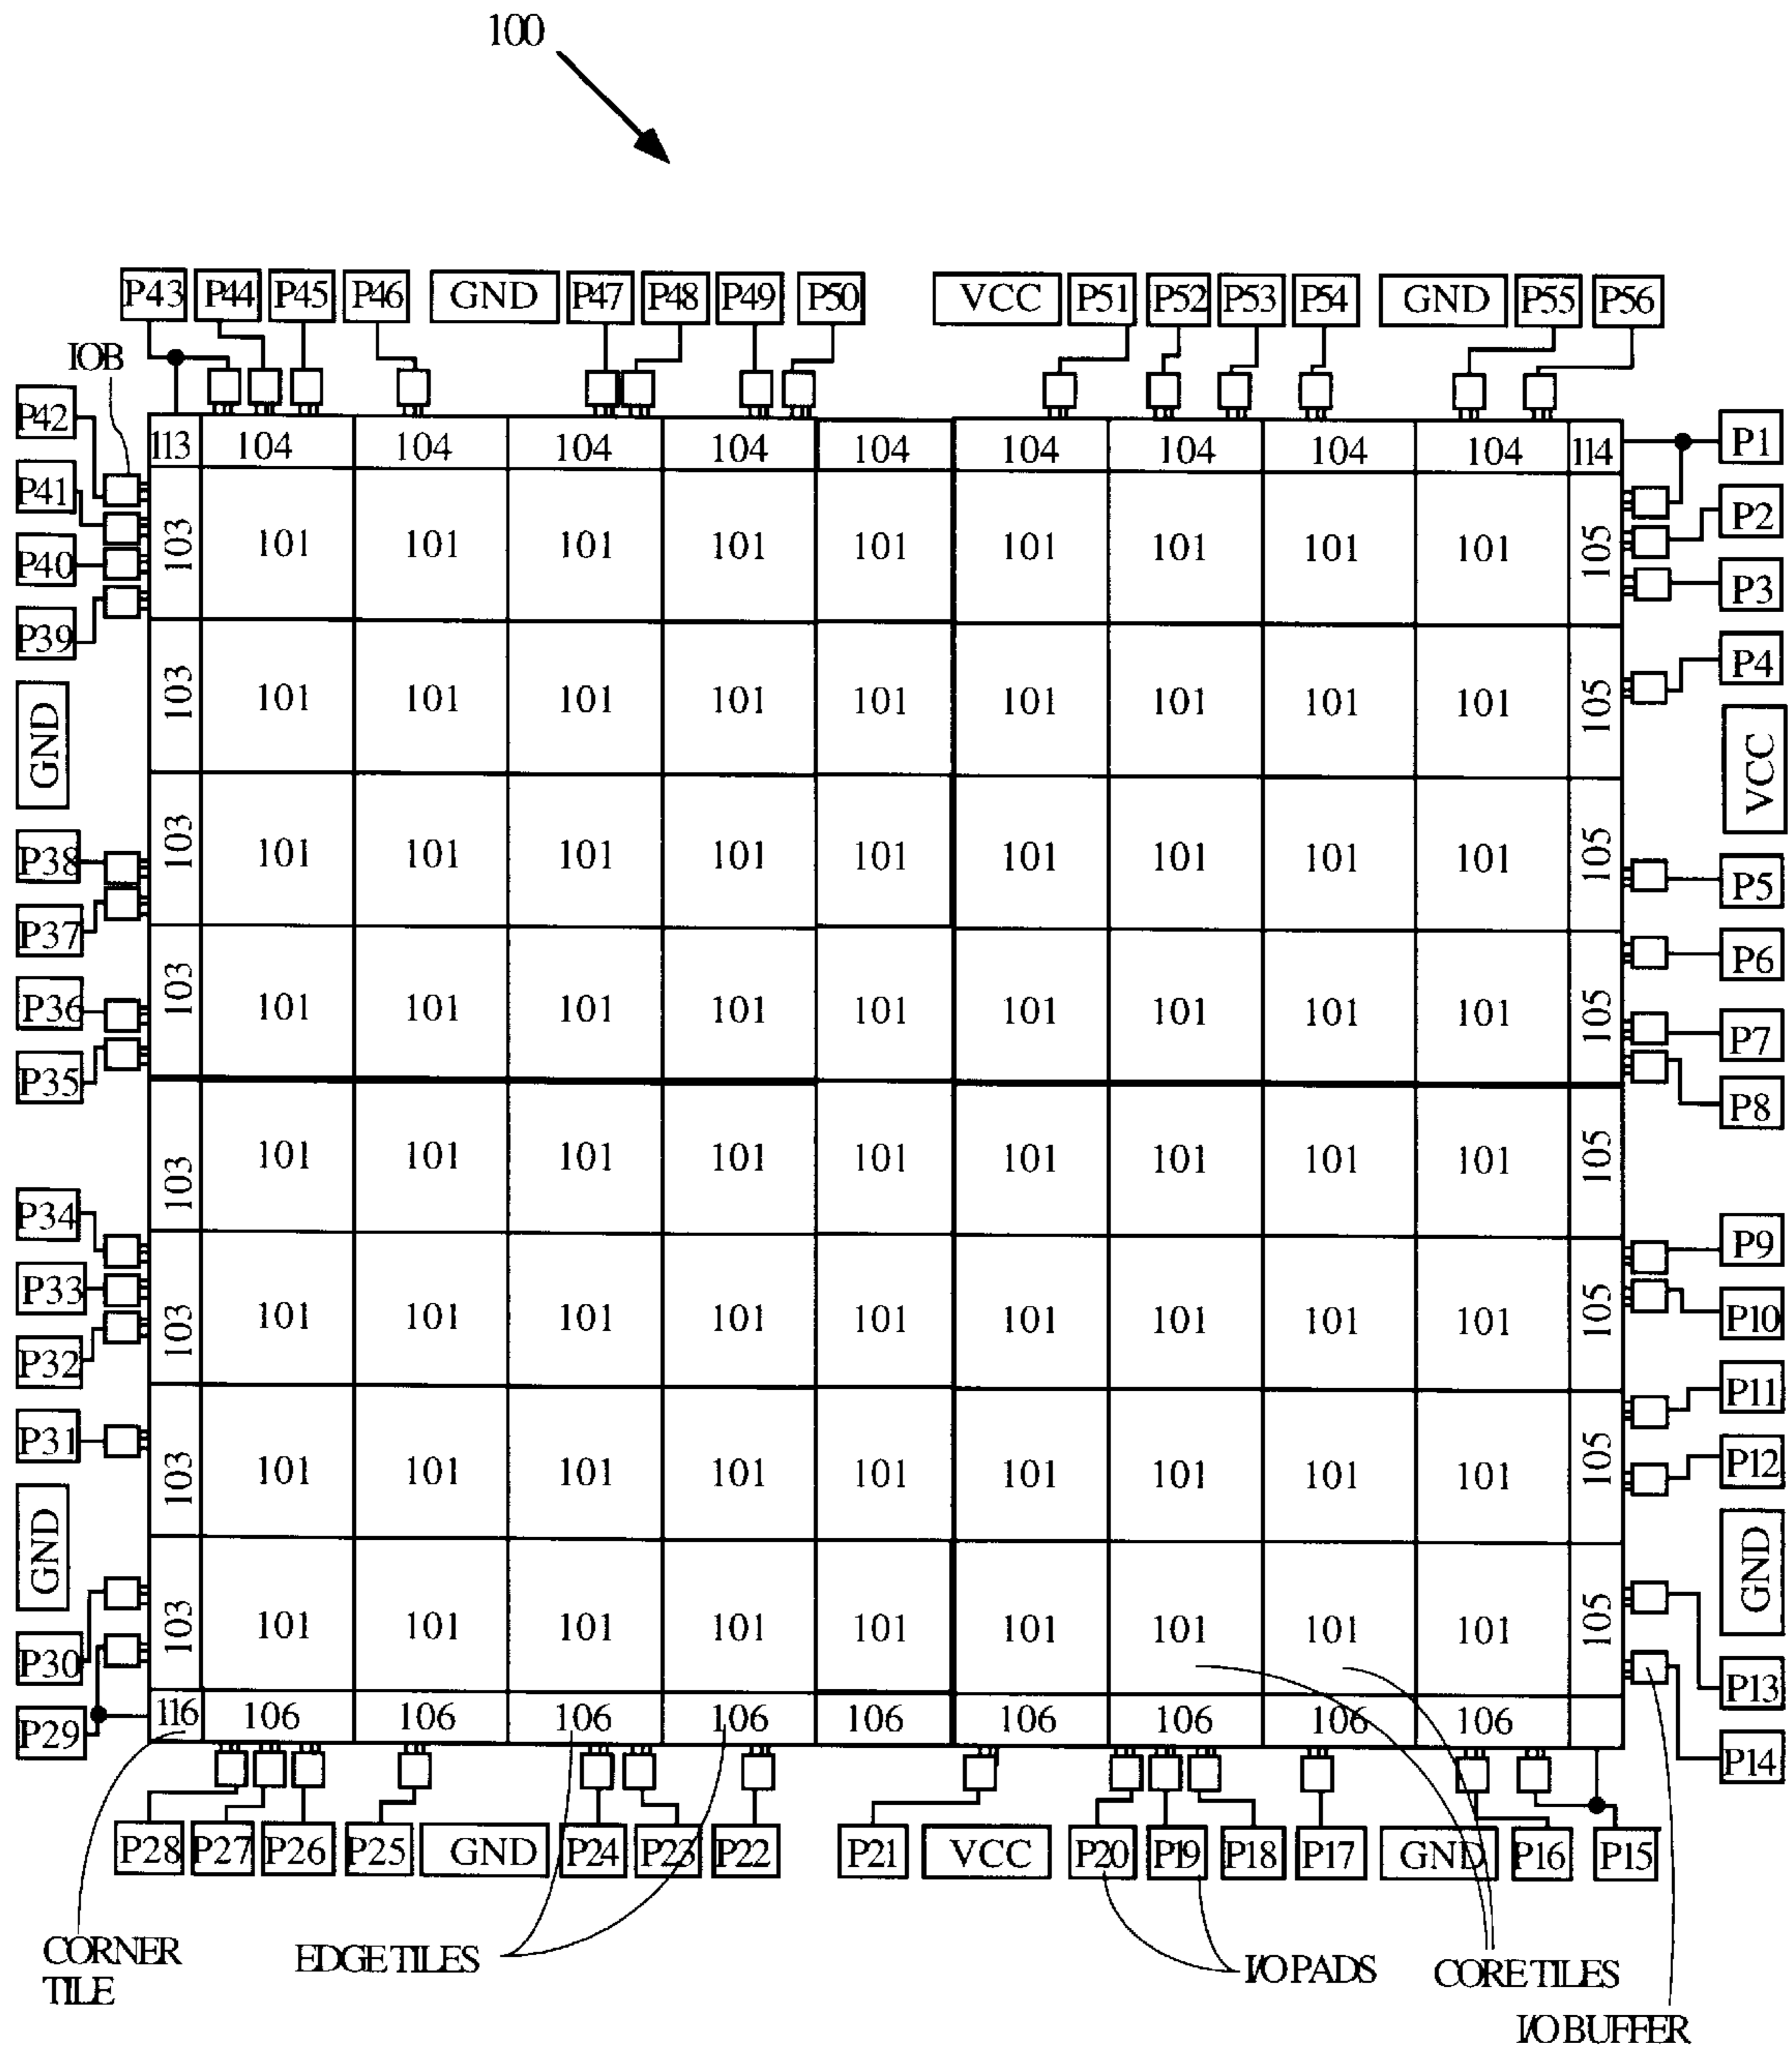 100
P43 P44 P45 P46 GND P47 P48 P49 P50 VCC P51 P52 P53 P54 GND P55 P56
IOB
P42
P41
P40
P39
GND
P38
P37
P36
P35
P34
P33
P32
P31
GND
P30
P29
113 104 104 104 104 104 104 104 104 104 114
103 101 101 101 101 101 101 101 101 101 105
103 101 101 101 101 101 101 101 101 101 105
103 101 101 101 101 101 101 101 101 101 105
103 101 101 101 101 101 101 101 101 101 105
103 101 101 101 101 101 101 101 101 101 105
103 101 101 101 101 101 101 101 101 101 105
103 101 101 101 101 101 101 101 101 101 105
103 101 101 101 101 101 101 101 101 101 105
116 106 106 106 106 106 106 106 106 106
P1
P2
P3
P4
VCC
P5
P6
P7
P8
P9
P10
P11
P12
GND
P13
P14
P28 P27 P26 P25 GND P24 P23 P22 P21 VCC P20 P19 P18 P17 GND P16 P15
CORNER
TILE
EDGE TILES
I/O PADS
CORE TILES
I/O BUFFER